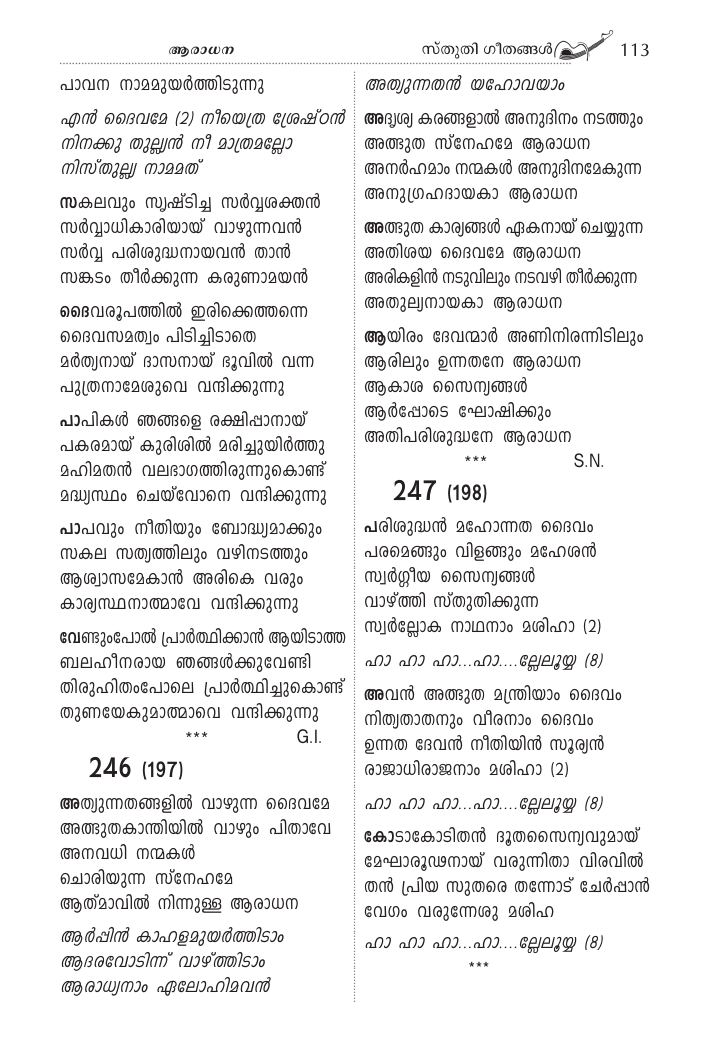 ആരാധന
സ്തുതി ഗീതങ്ങൾ 113
പാവന നാമമുയർത്തിടുന്നു
എൻ ദൈവമേ (2) നീയെത്ര ശ്രേഷ്ഠൻ
നിനക്കു തുല്ല്യൻ നീ മാത്രമല്ലോ
നിസ്തുല്ല്യ നാമമത്
സകലവും സൃഷ്ടിച്ച സർവ്വശക്തൻ
സർവ്വാധികാരിയായ് വാഴുന്നവൻ
സർവ്വ പരിശുദ്ധനായവൻ താൻ
സങ്കടം തീർക്കുന്ന കരുണാമയൻ
ദൈവരൂപത്തിൽ ഇരിക്കെത്തന്നെ
ദൈവസമത്വം പിടിച്ചിടാതെ
മർത്യനായ് ദാസനായ് ഭൂവിൽ വന്ന
പുത്രനാമേശുവെ വന്ദിക്കുന്നു
പാപികൾ ഞങ്ങളെ രക്ഷിപ്പാനായ്
പകരമായ് കുരിശിൽ മരിച്ചുയിർത്തു
മഹിമതൻ വലഭാഗത്തിരുന്നുകൊണ്ട്
മദ്ധ്യസ്ഥം ചെയ്‌വോനെ വന്ദിക്കുന്നു
പാപവും നീതിയും ബോദ്ധ്യമാക്കും
സകല സത്യത്തിലും വഴിനടത്തും
ആശ്വാസമേകാൻ അരികെ വരും
കാര്യസ്ഥനാത്മാവേ വന്ദിക്കുന്നു
വേണ്ടുംപോൽ പ്രാർത്ഥിക്കാൻ ആയിടാത്ത
ബലഹീനരായ ഞങ്ങൾക്കുവേണ്ടി
തിരുഹിതംപോലെ പ്രാർത്ഥിച്ചുകൊണ്ട്
തുണയേകുമാത്മാവെ വന്ദിക്കുന്നു
*** G.I.
246 (197)
അത്യുന്നതങ്ങളിൽ വാഴുന്ന ദൈവമേ
അത്ഭുതകാന്തിയിൽ വാഴും പിതാവേ
അനവധി നന്മകൾ
ചൊരിയുന്ന സ്നേഹമേ
ആത്മാവിൽ നിന്നുള്ള ആരാധന
ആർപ്പിൻ കാഹളമുയർത്തിടാം
ആദരവോടിന്ന് വാഴ്ത്തിടാം
ആരാധ്യനാം ഏലോഹിമവൻ
അത്യുന്നതൻ യഹോവയാം
അദൃശ്യ കരങ്ങളാൽ അനുദിനം നടത്തും
അത്ഭുത സ്നേഹമേ ആരാധന
അനർഹമാം നന്മകൾ അനുദിനമേകുന്ന
അനുഗ്രഹദായകാ ആരാധന
അത്ഭുത കാര്യങ്ങൾ ഏകനായ് ചെയ്യുന്ന
അതിശയ ദൈവമേ ആരാധന
അരികളിൻ നടുവിലും നടവഴി തീർക്കുന്ന
അതുല്യനായകാ ആരാധന
ആയിരം ദേവന്മാർ അണിനിരന്നിടിലും
ആരിലും ഉന്നതനേ ആരാധന
ആകാശ സൈന്യങ്ങൾ
ആർപ്പോടെ ഘോഷിക്കും
അതിപരിശുദ്ധനേ ആരാധന
*** S.N.
247 (198)
പരിശുദ്ധൻ മഹോന്നത ദൈവം
പരമെങ്ങും വിളങ്ങും മഹേശൻ
സ്വർഗ്ഗീയ സൈന്യങ്ങൾ
വാഴ്ത്തി സ്തുതിക്കുന്ന
സ്വർല്ലോക നാഥനാം മശിഹാ (2)
ഹാ ഹാ ഹാ...ഹാ....ല്ലേലൂയ്യ (8)
അവൻ അത്ഭുത മന്ത്രിയാം ദൈവം
നിത്യതാതനും വീരനാം ദൈവം
ഉന്നത ദേവൻ നീതിയിൻ സൂര്യൻ
രാജാധിരാജനാം മശിഹാ (2)
ഹാ ഹാ ഹാ...ഹാ....ല്ലേലൂയ്യ (8)
കോടാകോടിതൻ ദൂതസൈന്യവുമായ്
മേഘാരൂഢനായ് വരുന്നിതാ വിരവിൽ
തൻ പ്രിയ സുതരെ തന്നോട് ചേർപ്പാൻ
വേഗം വരുന്നേശു മശിഹ
ഹാ ഹാ ഹാ...ഹാ....ല്ലേലൂയ്യ (8)
***